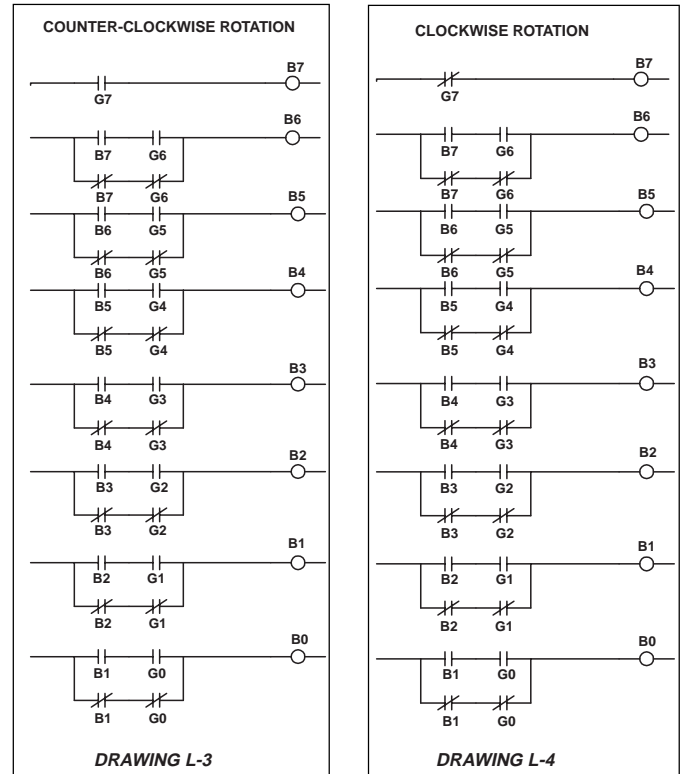 COUNTER-CLOCKWISE ROTATION
B7
G7
B6
B7 G6
B7 G6
B5
B6 G5
B6 G5
B4
B5 G4
B5 G4
B3
B4 G3
B4 G3
B2
B3 G2
B3 G2
B1
B2 G1
B2 G1
B0
B1 G0
B1 G0
DRAWING L-3
CLOCKWISE ROTATION
B7
G7
B6
B7 G6
B7 G6
B5
B6 G5
B6 G5
B4
B5 G4
B5 G4
B3
B4 G3
B4 G3
B2
B3 G2
B3 G2
B1
B2 G1
B2 G1
B0
B1 G0
B1 G0
DRAWING L-4